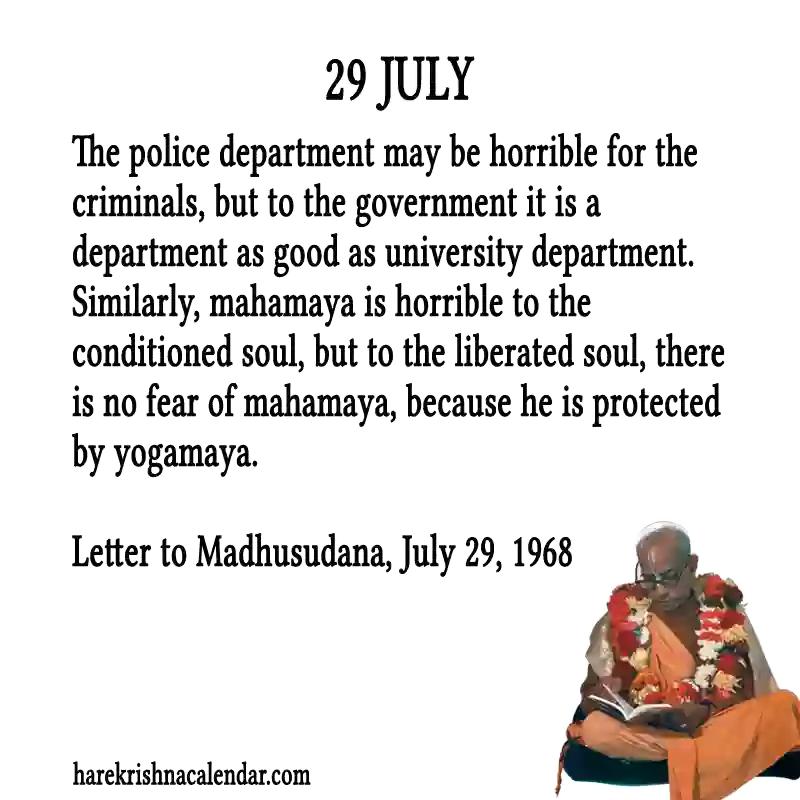 29 JULY
The police department may be horrible for the
criminals, but to the government it is a
department as good as university department.
Similarly, mahamaya is horrible to the
conditioned soul, but to the liberated soul, there
is no fear of mahamaya, because he is protected
by yogamaya.
Letter to Madhusudana, July 29, 1968
harekrishnacalendar.com